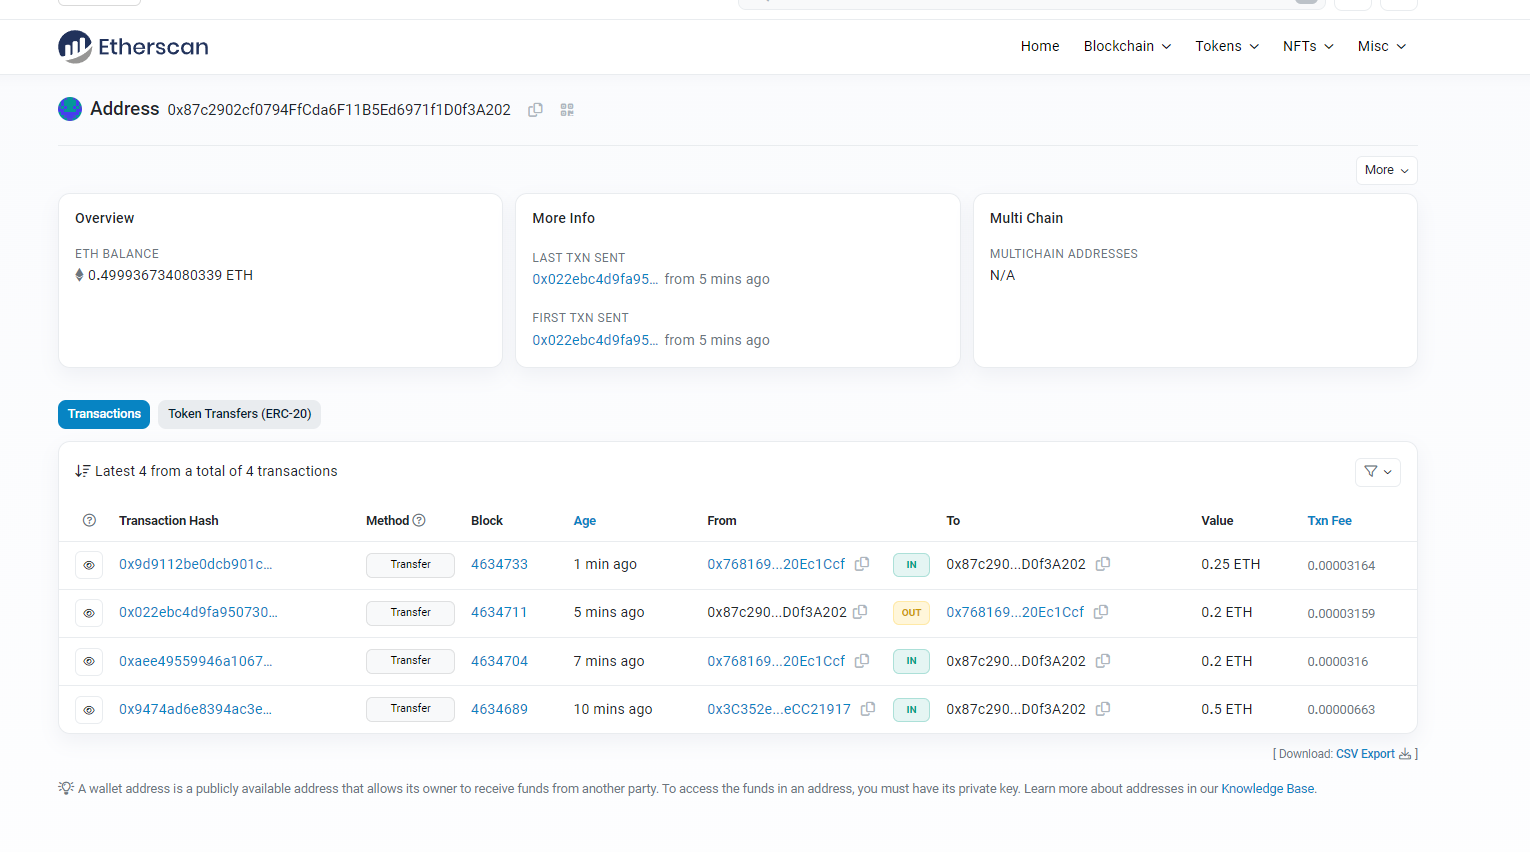 Etherscan
Home Blockchain Tokens NFTs Misc
Address 0x87c2902cf0794FfCda6F11B5Ed6971f1D0f3A202
More
Overview
ETH BALANCE
0.499936734080339 ETH
More Info
LAST TXN SENT
0x022ebc4d9fa95... from 5 mins ago
FIRST TXN SENT
0x022ebc4d9fa95... from 5 mins ago
Multi Chain
MULTICHAIN ADDRESSES
N/A
Transactions Token Transfers (ERC-20)
Latest 4 from a total of 4 transactions
Transaction Hash Method Block Age From To Value Txn Fee
0x9d9112be0dcb901c... Transfer 4634733 1 min ago 0x768169...20Ec1Ccf IN 0x87c290...D0f3A202 0.25 ETH 0.00003164
0x022ebc4d9fa950730... Transfer 4634711 5 mins ago 0x87c290...D0f3A202 OUT 0x768169...20Ec1Ccf 0.2 ETH 0.00003159
0xaee49559946a1067... Transfer 4634704 7 mins ago 0x768169...20Ec1Ccf IN 0x87c290...D0f3A202 0.2 ETH 0.0000316
0x9474ad6e8394ac3e... Transfer 4634689 10 mins ago 0x3C352e...eCC21917 IN 0x87c290...D0f3A202 0.5 ETH 0.00000663
[ Download: CSV Export ]
A wallet address is a publicly available address that allows its owner to receive funds from another party. To access the funds in an address, you must have its private key. Learn more about addresses in our Knowledge Base.